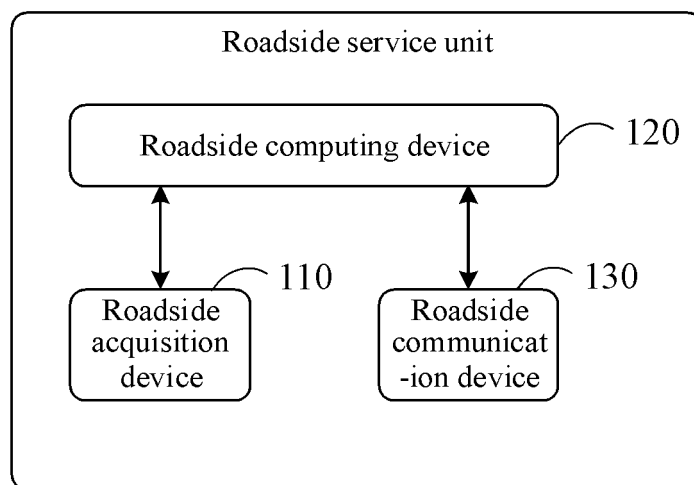 Roadside service unit
Roadside computing device
120
110
130
Roadside
acquisition
device
Roadside
communicat
-ion device